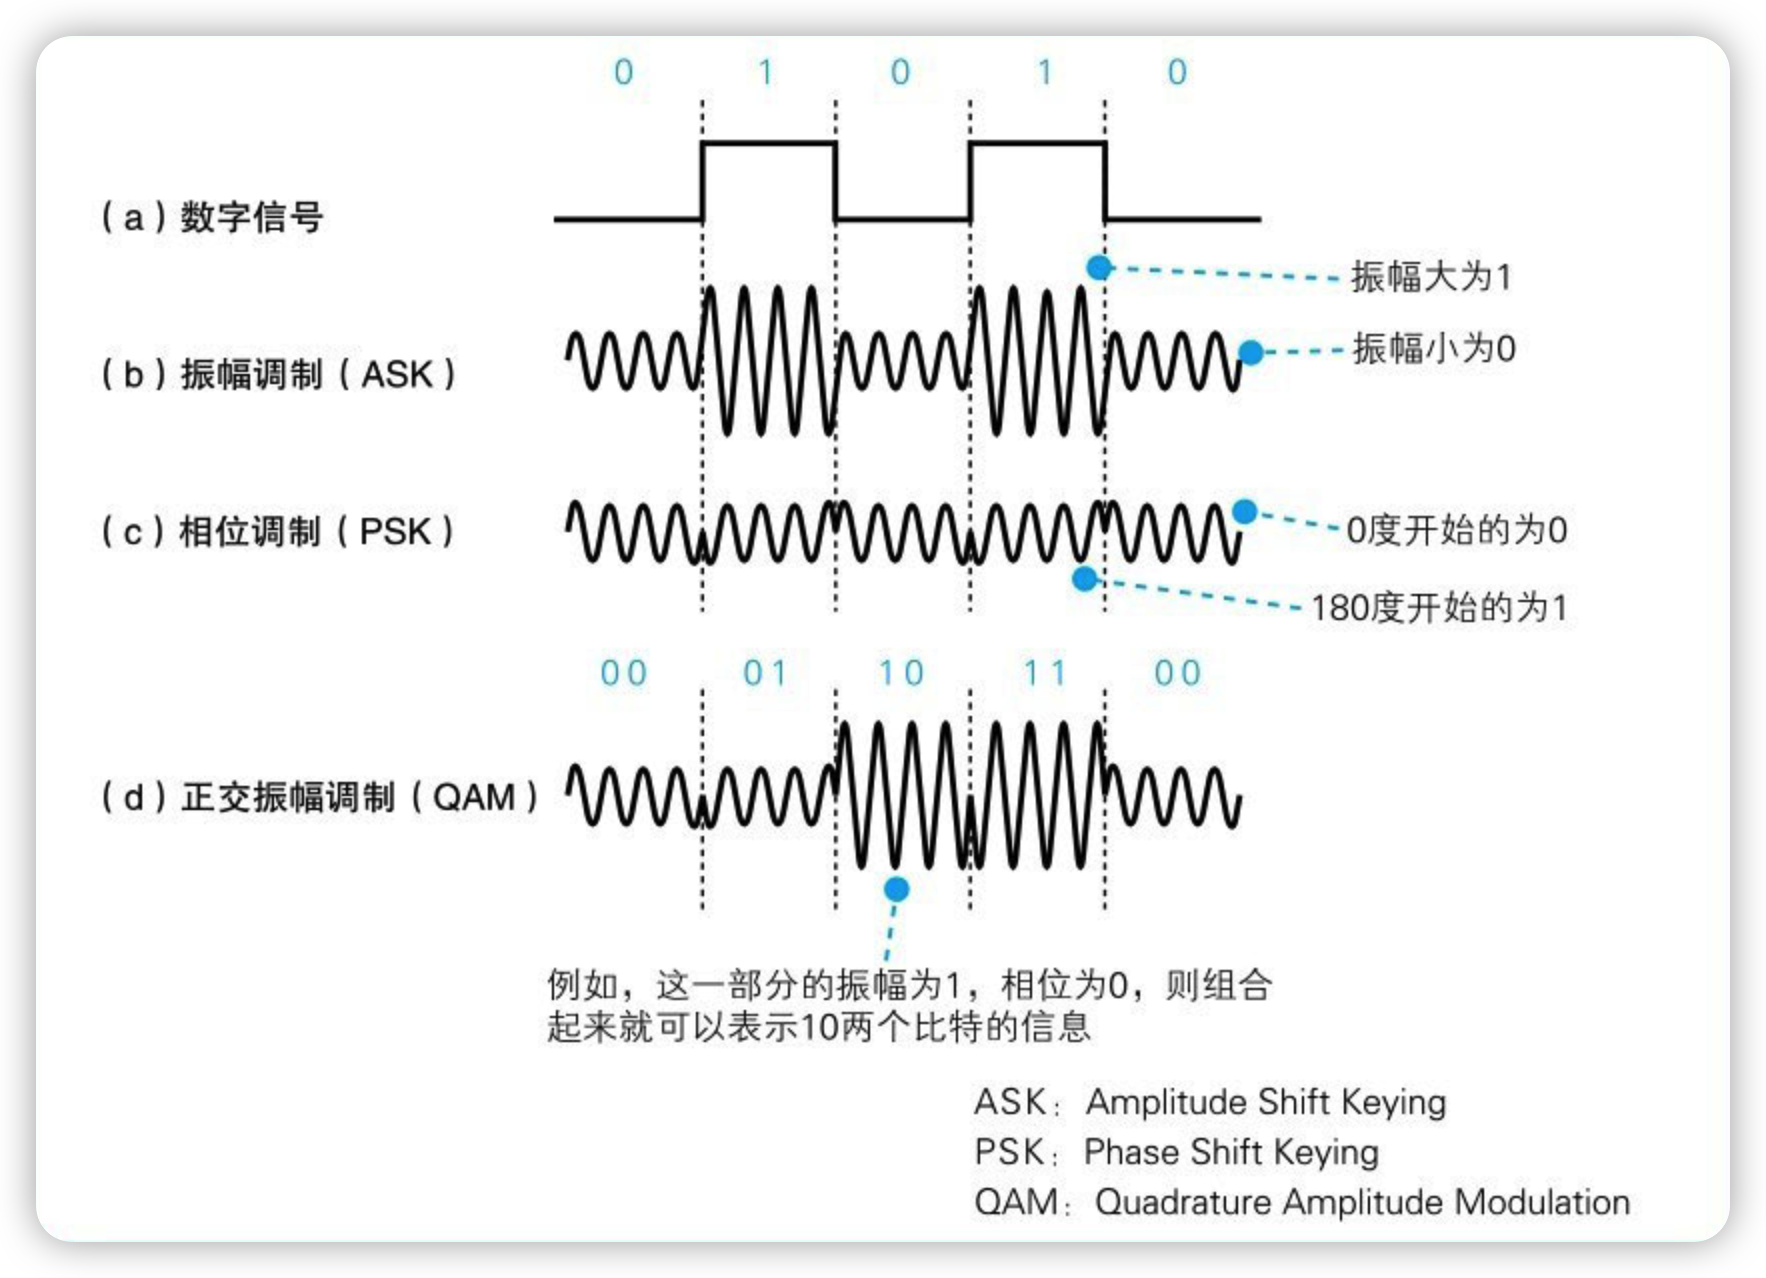 0 1 0 1 0
（a）数字信号
振幅大为1
（b）振幅调制（ASK）
振幅小为0
（c）相位调制（PSK）
0度开始的为0
180度开始的为1
00 01 10 11 00
（d）正交振幅调制（QAM）
例如，这一部分的振幅为1，相位为0，则组合
起来就可以表示10两个比特的信息
ASK：Amplitude Shift Keying
PSK：Phase Shift Keying
QAM：Quadrature Amplitude Modulation